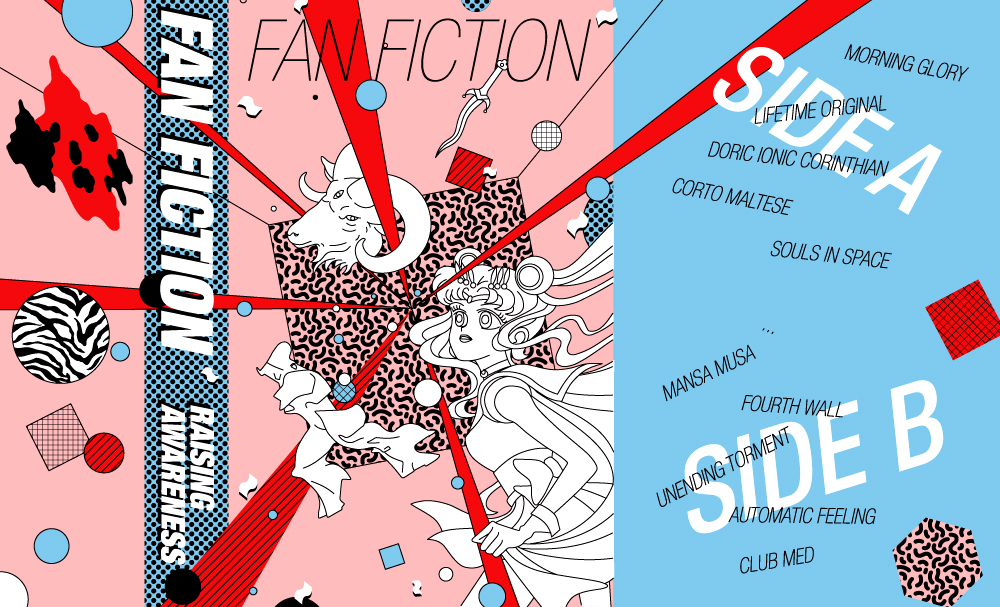 FAN FICTION
RAISING
AWARENESS
FAN FICTION
SIDE A
MORNING GLORY
LIFETIME ORIGINAL
DORIC IONIC CORINTHIAN
CORTO MALTESE
SOULS IN SPACE
...
SIDE B
MANSA MUSA
FOURTH WALL
UNENDING TORMENT
AUTOMATIC FEELING
CLUB MED